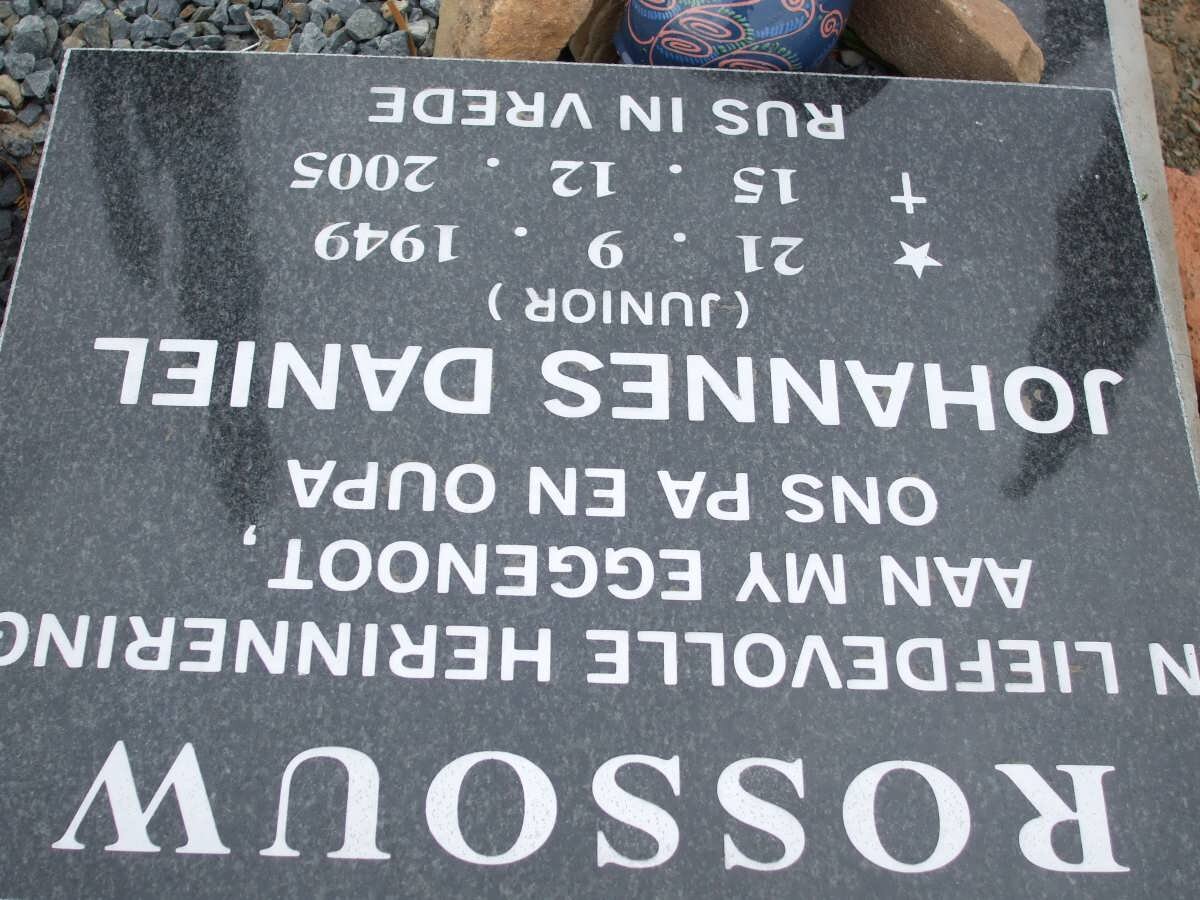 ROSSOUW
N LIEFDEVOLLE HERINNERING
AAN MY EGGENOOT,
ONS PA EN OUPA
JOHANNES DANIEL
( JUNIOR )
★ 21 . 9 . 1949
✝ 15 . 12 . 2005
RUS IN VREDE